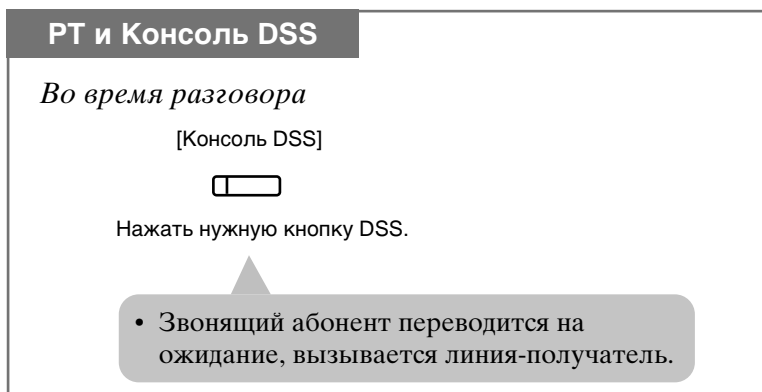 РТ и Консоль DSS
Во время разговора
[Консоль DSS]
Нажать нужную кнопку DSS.
• Звонящий абонент переводится на
ожидание, вызывается линия-получатель.